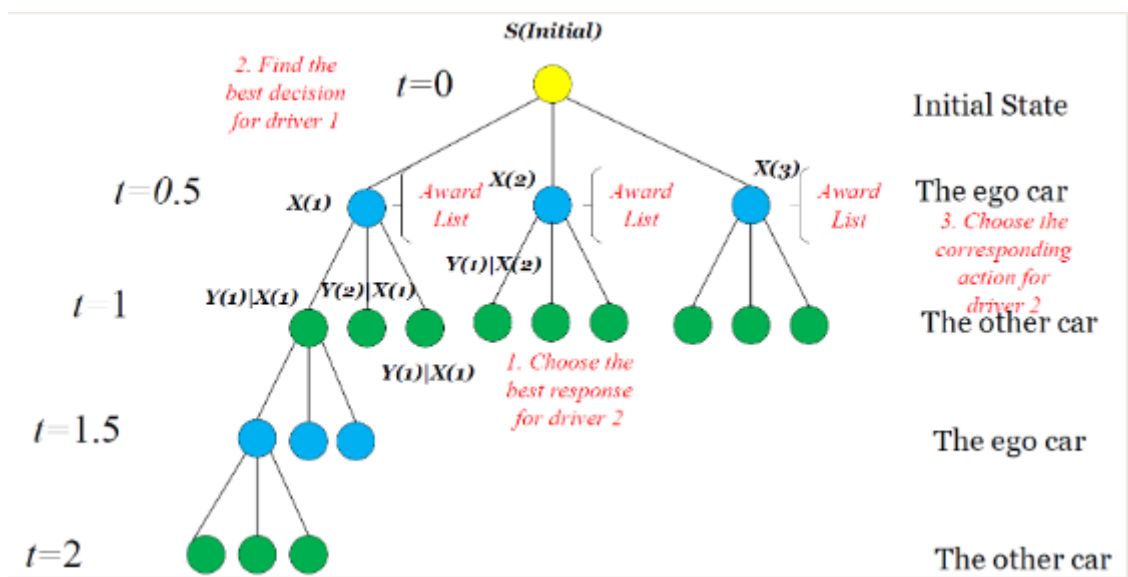 S(Initial)
2. Find the
best decision
for driver 1
t=0
Initial State
t=0.5
X(1)
Award
List
X(2)
Award
List
X(3)
Award
List
The ego car
3. Choose the
corresponding
action for
driver 2
t=1
Y(1)|X(1)
Y(2)|X(1)
Y(1)|X(2)
The other car
Y(1)|X(1)
1. Choose the
best response
for driver 2
t=1.5
The ego car
t=2
The other car